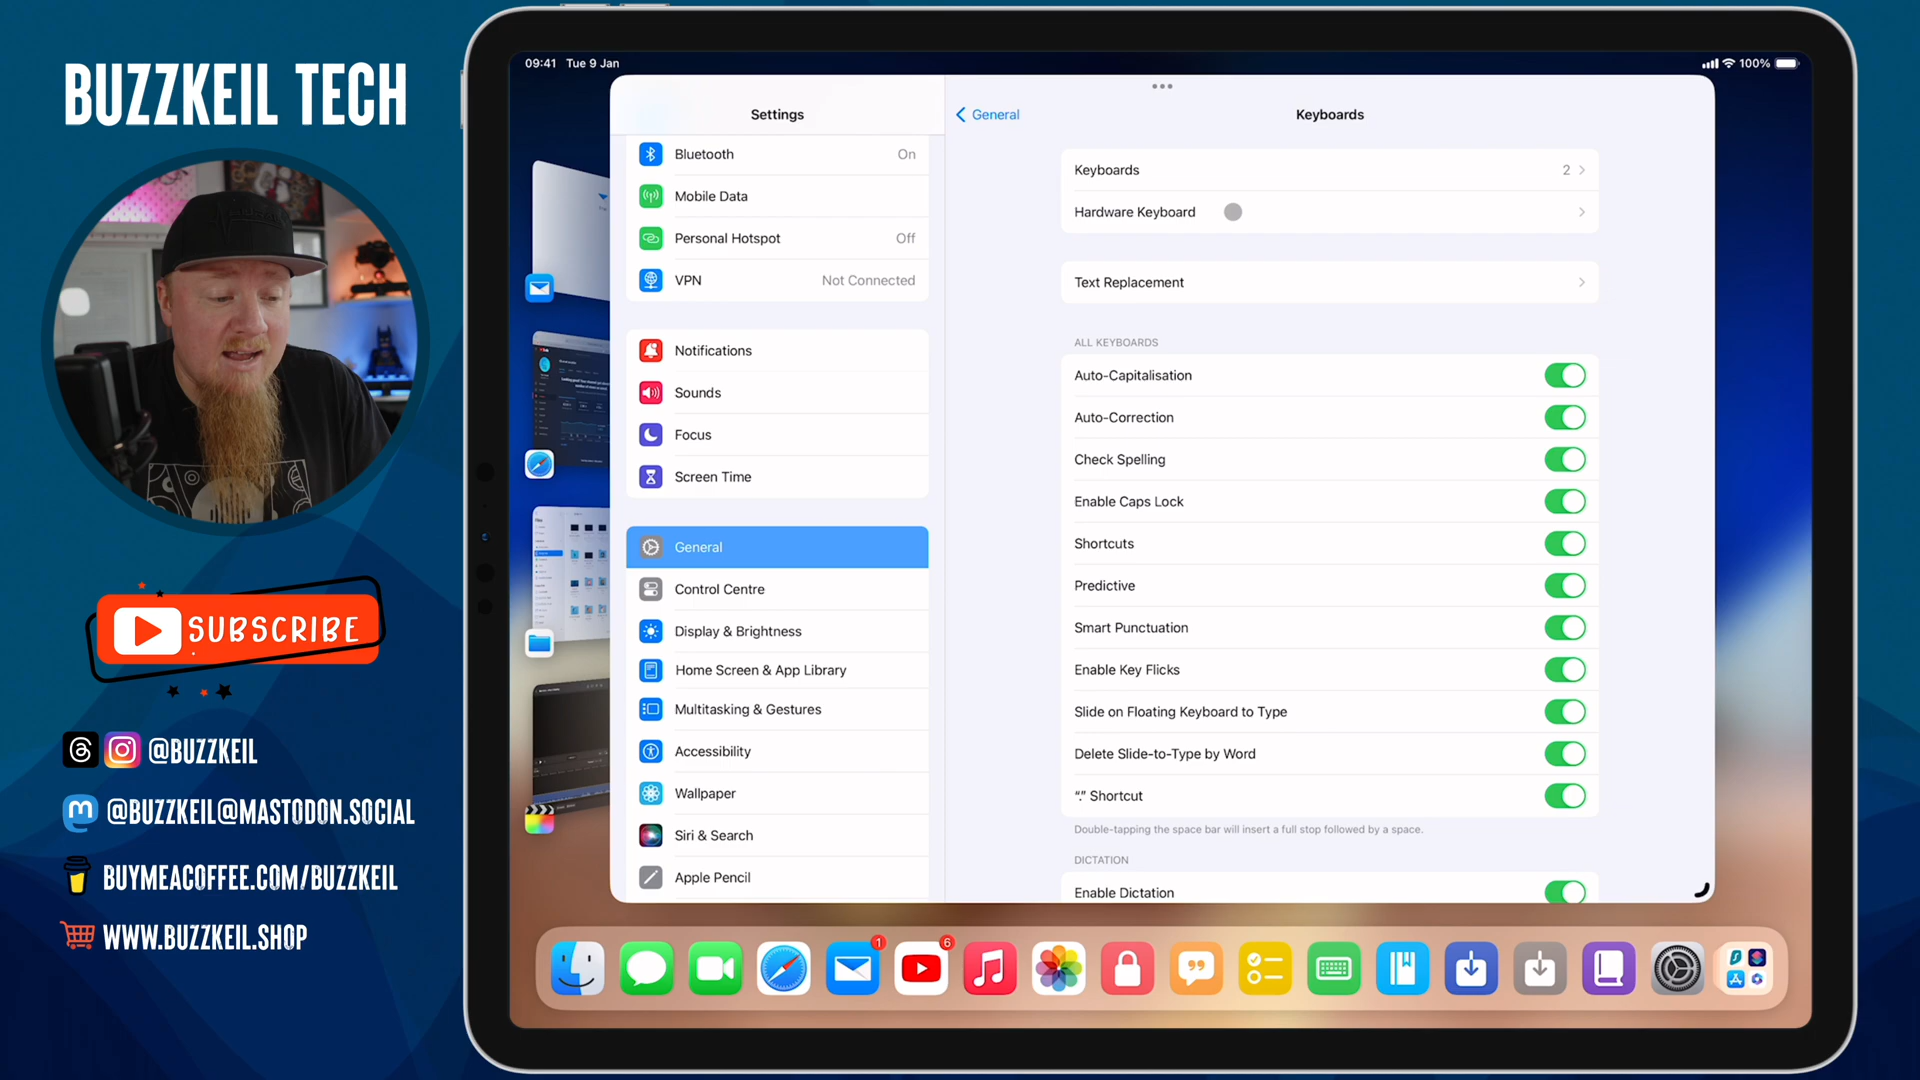 BUZZKEIL TECH
SUBSCRIBE
@BUZZKEIL
@BUZZKEIL@MASTODON.SOCIAL
BUYMEACOFFEE.COM/BUZZKEIL
WWW.BUZZKEIL.SHOP
09:41 Tue 9 Jan
100%
Settings
Bluetooth On
Mobile Data
Personal Hotspot Off
VPN Not Connected
Notifications
Sounds
Focus
Screen Time
General
Control Centre
Display & Brightness
Home Screen & App Library
Multitasking & Gestures
Accessibility
Wallpaper
Siri & Search
Apple Pencil
General
Keyboards
Keyboards 2
Hardware Keyboard
Text Replacement
ALL KEYBOARDS
Auto-Capitalisation
Auto-Correction
Check Spelling
Enable Caps Lock
Shortcuts
Predictive
Smart Punctuation
Enable Key Flicks
Slide on Floating Keyboard to Type
Delete Slide-to-Type by Word
“.” Shortcut
Double-tapping the space bar will insert a full stop followed by a space.
DICTATION
Enable Dictation
1
6